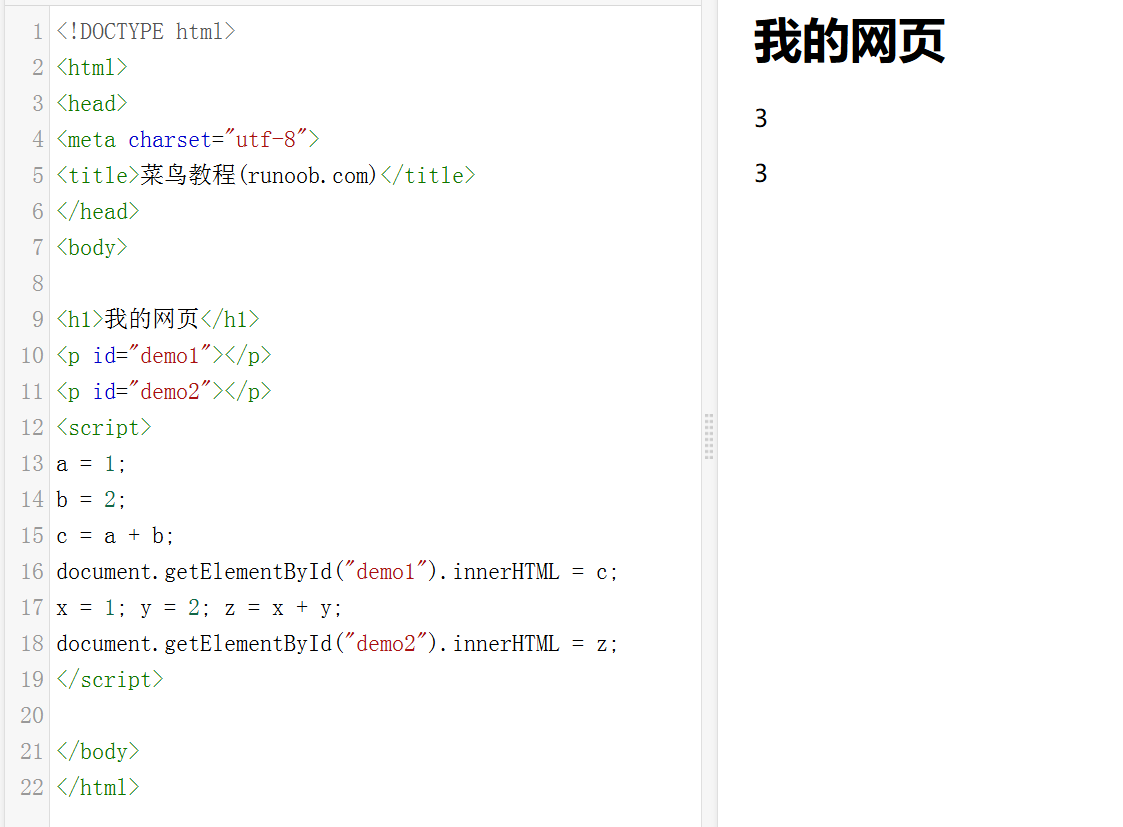 1 <!DOCTYPE html>
2 <html>
3 <head>
4 <meta charset="utf-8">
5 <title>菜鸟教程(runoob.com)</title>
6 </head>
7 <body>
8
9 <h1>我的网页</h1>
10 <p id="demo1"></p>
11 <p id="demo2"></p>
12 <script>
13 a = 1;
14 b = 2;
15 c = a + b;
16 document.getElementById("demo1").innerHTML = c;
17 x = 1; y = 2; z = x + y;
18 document.getElementById("demo2").innerHTML = z;
19 </script>
20
21 </body>
22 </html>
我的网页
3
3